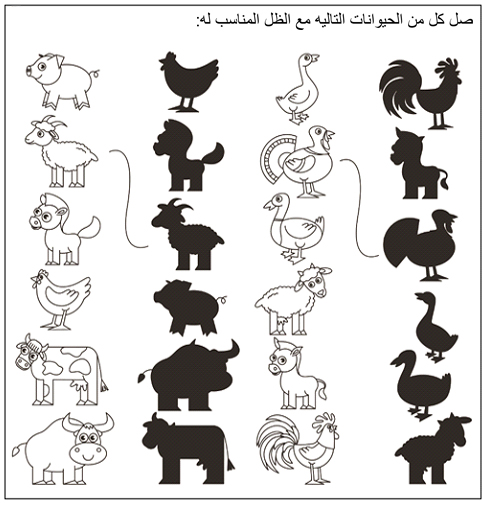 صل كل من الحيوانات التاليه مع الظل المناسب له: